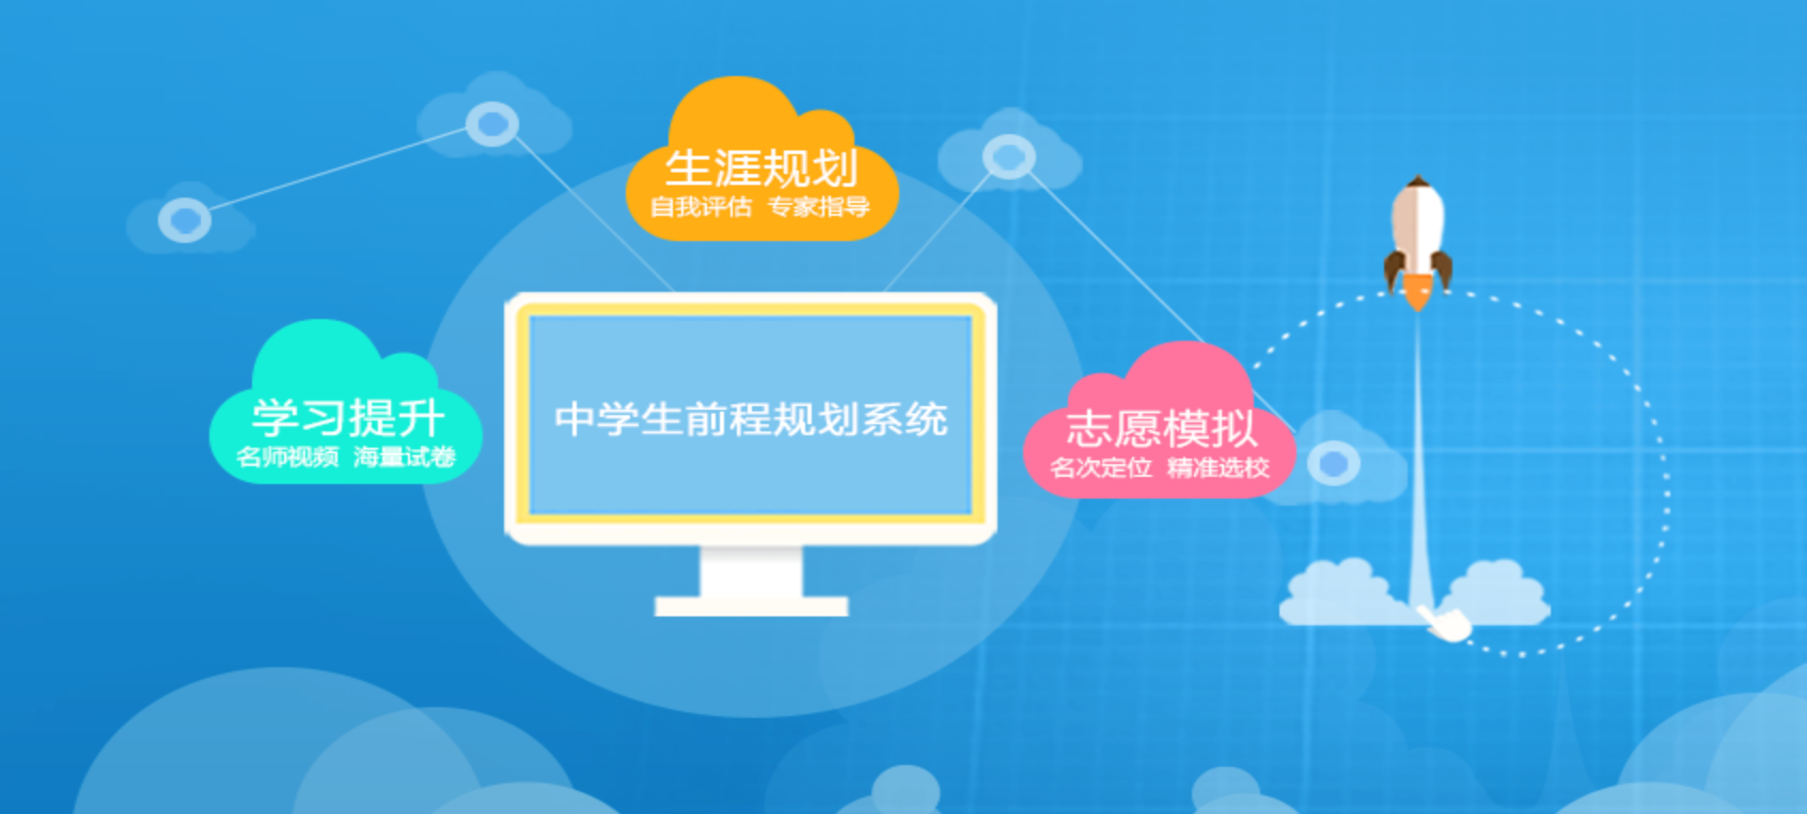 生涯规划
自我评估 专家指导
学习提升
名师视频 海量试卷
中学生前程规划系统
志愿模拟
名次定位 精准选校